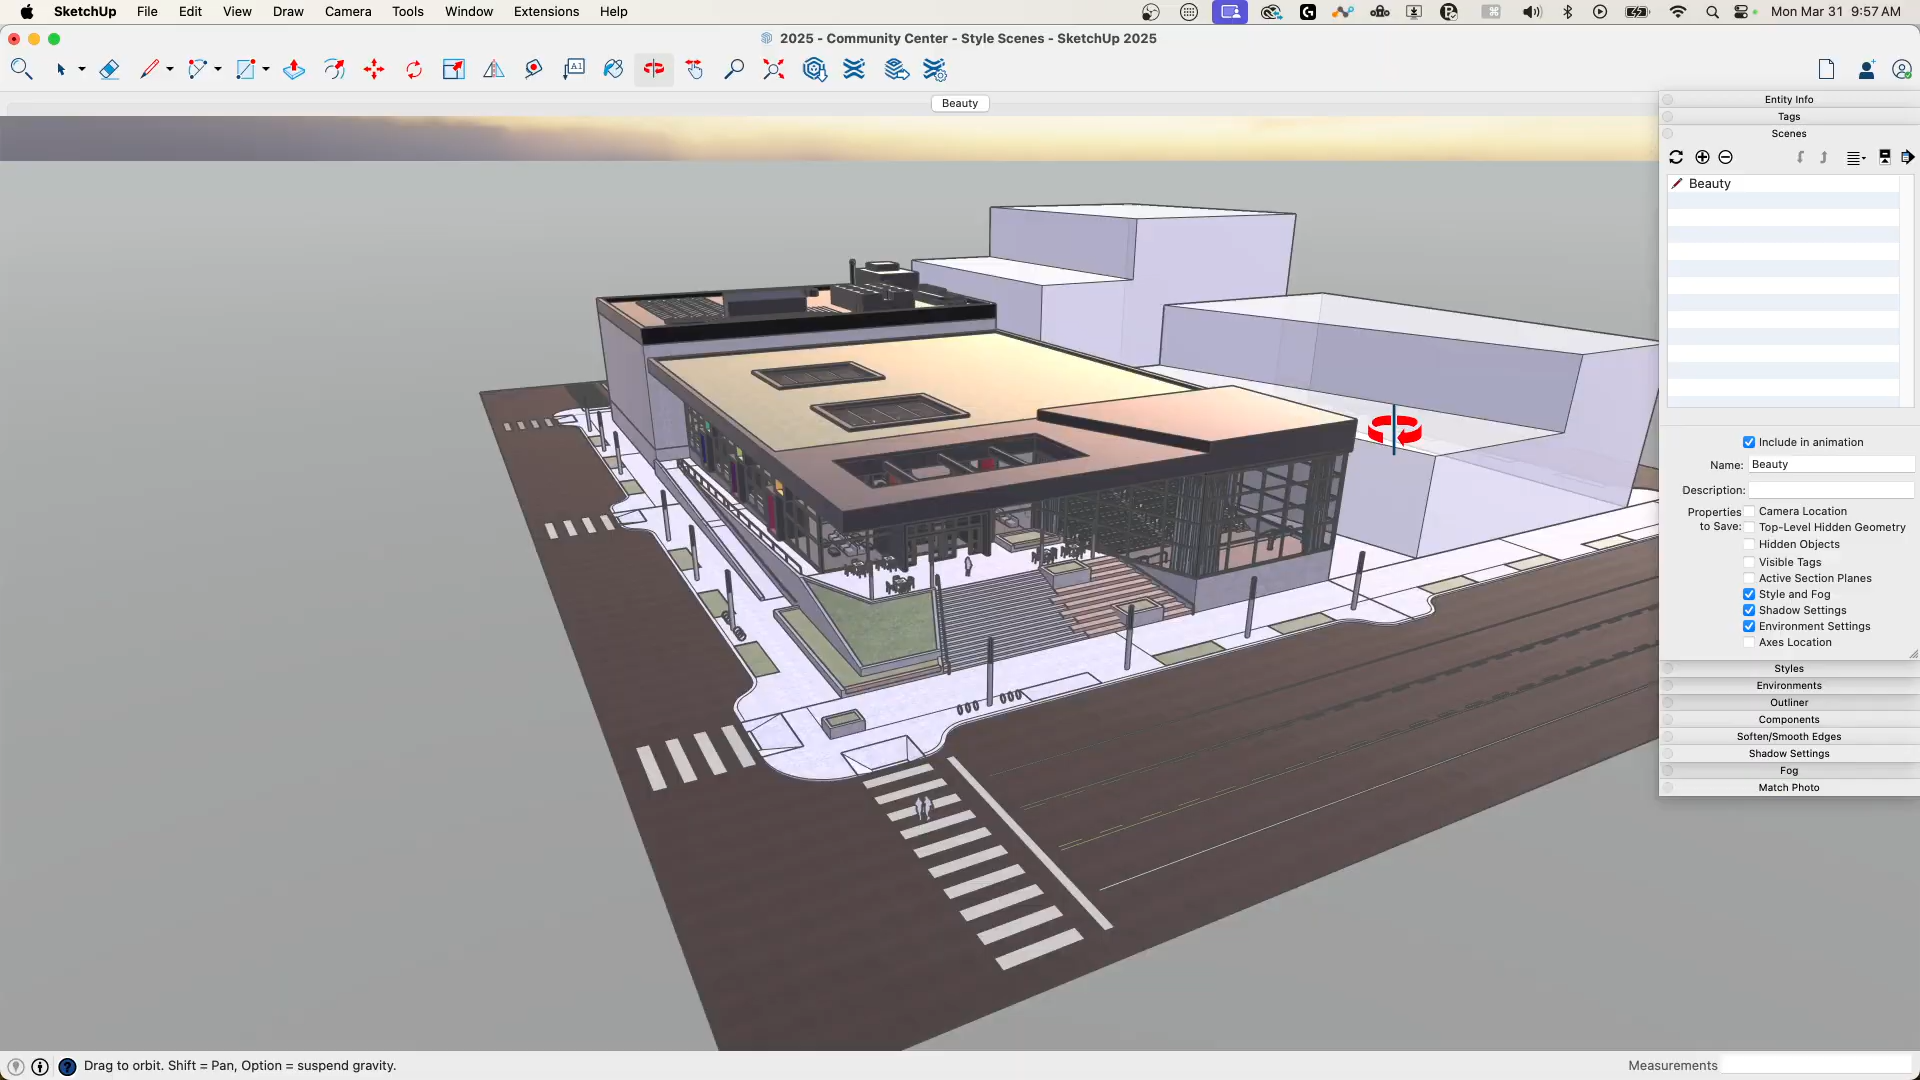 SketchUp File Edit View Draw Camera Tools Window Extensions Help
Mon Mar 31 9:57 AM
2025 - Community Center - Style Scenes - SketchUp 2025
A1
Beauty
Entity Info
Tags
Scenes
Beauty
Include in animation
Name: Beauty
Description:
Properties to Save:
Camera Location
Top-Level Hidden Geometry
Hidden Objects
Visible Tags
Active Section Planes
Style and Fog
Shadow Settings
Environment Settings
Axes Location
Styles
Environments
Outliner
Components
Soften/Smooth Edges
Shadow Settings
Fog
Match Photo
Drag to orbit. Shift = Pan, Option = suspend gravity.
Measurements